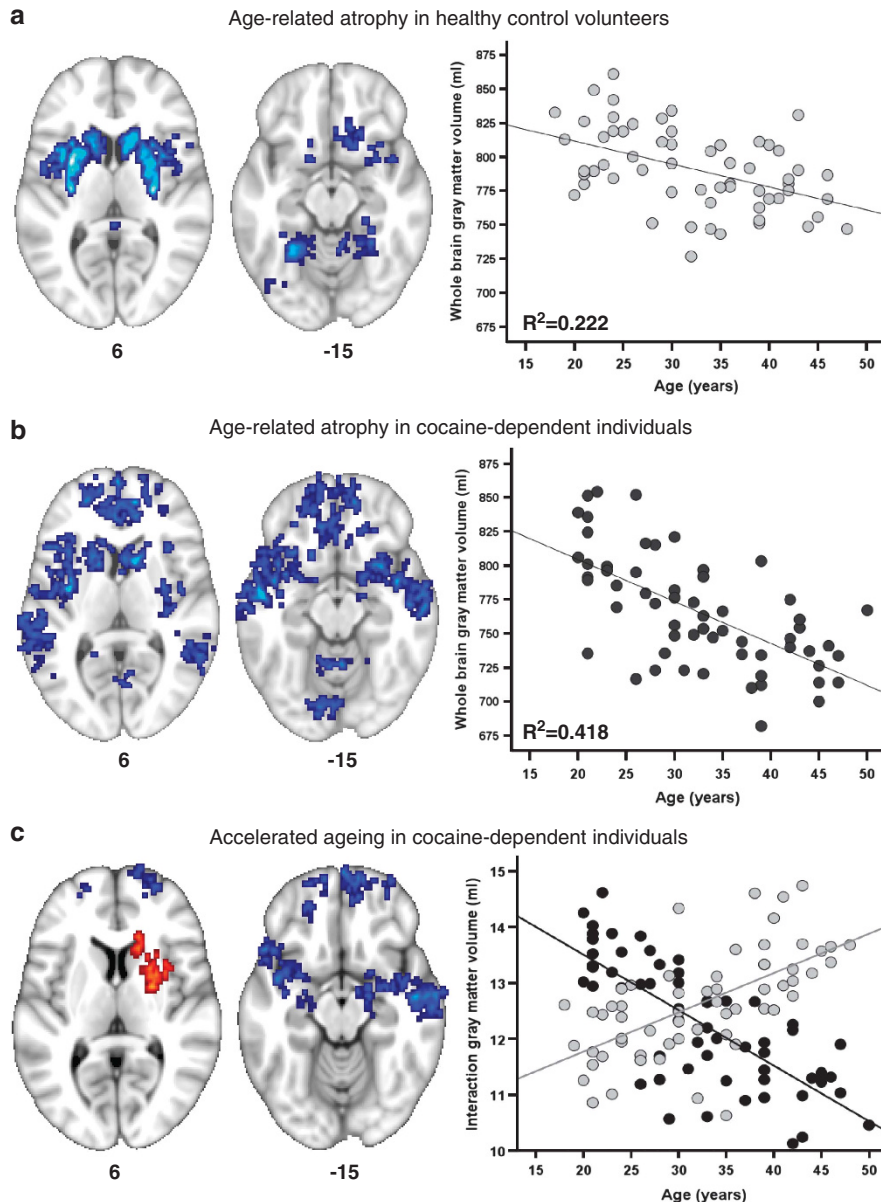 a
Age-related atrophy in healthy control volunteers
6
-15
Whole brain gray matter volume (ml)
875
850
825
800
775
750
725
700
675
R²=0.222
15 20 25 30 35 40 45 50
Age (years)
b
Age-related atrophy in cocaine-dependent individuals
6
-15
Whole brain gray matter volume (ml)
875
850
825
800
775
750
725
700
675
R²=0.418
15 20 25 30 35 40 45 50
Age (years)
c
Accelerated ageing in cocaine-dependent individuals
6
-15
Interaction gray matter volume (ml)
15
14
13
12
11
10
15 20 25 30 35 40 45 50
Age (years)